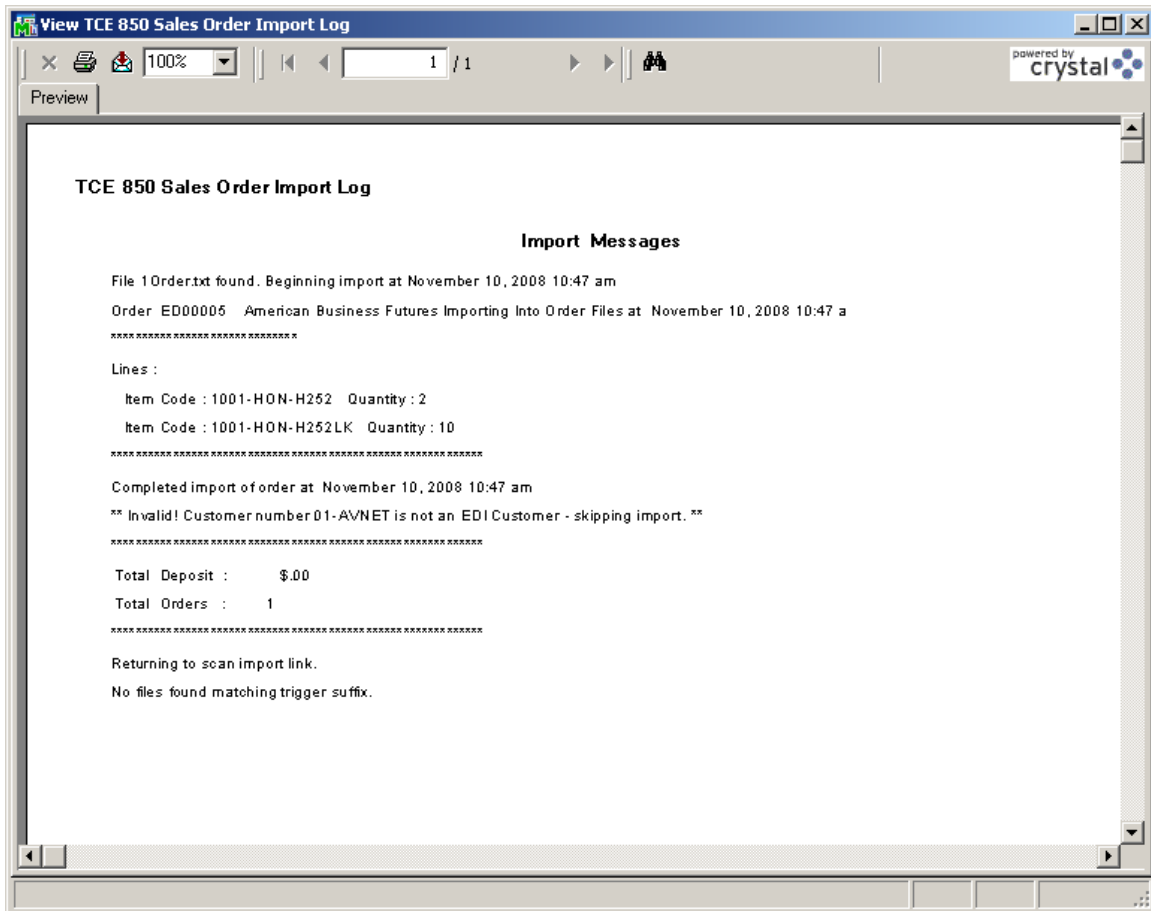 View TCE 850 Sales Order Import Log
100%
1 / 1
powered by
crystal
Preview
TCE 850 Sales Order Import Log
Import Messages
File 1Order.txt found. Beginning import at November 10, 2008 10:47 am
Order ED00005 American Business Futures Importing Into Order Files at November 10, 2008 10:47 a
******************************
Lines :
Item Code : 1001-HON-H252 Quantity : 2
Item Code : 1001-HON-H252LK Quantity : 10
************************************************************
Completed import of order at November 10, 2008 10:47 am
** Invalid! Customer number 01-AVNET is not an EDI Customer - skipping import. **
************************************************************
Total Deposit : $.00
Total Orders : 1
************************************************************
Returning to scan import link.
No files found matching trigger suffix.